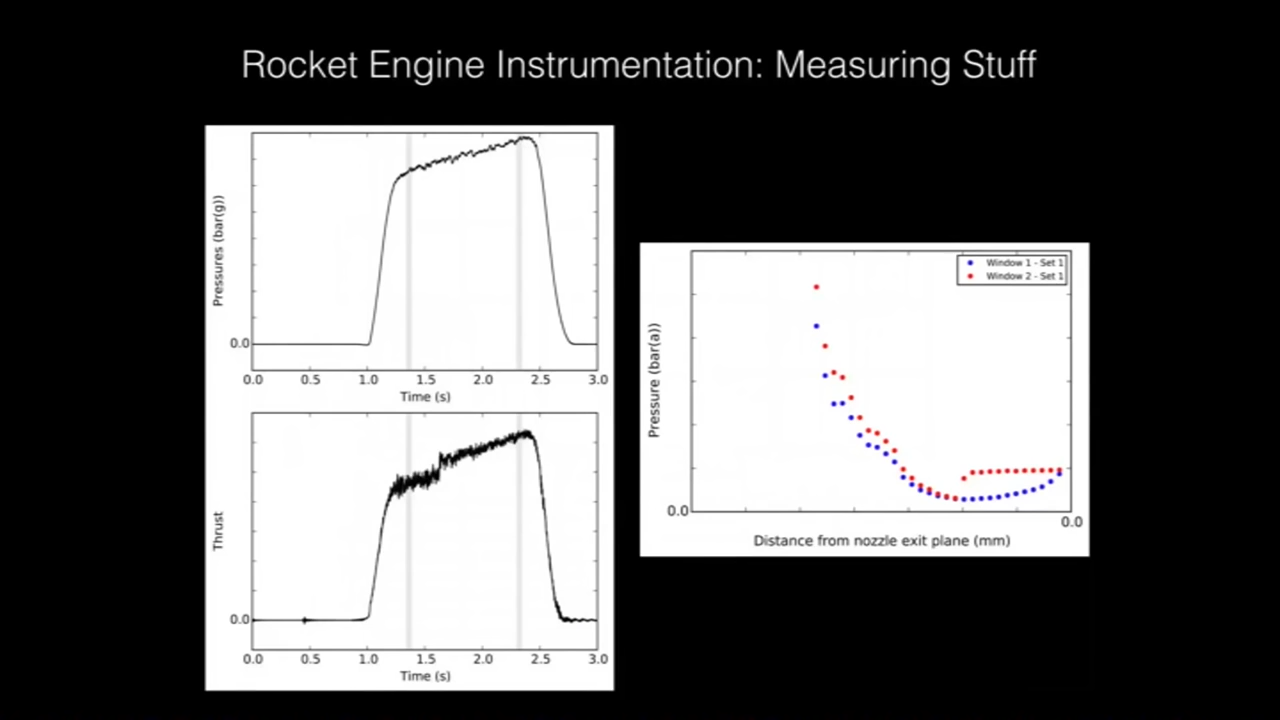 Rocket Engine Instrumentation: Measuring Stuff
Pressures (bar(g))
0.0
0.0 0.5 1.0 1.5 2.0 2.5 3.0
Time (s)
Thrust
0.0
0.0 0.5 1.0 1.5 2.0 2.5 3.0
Time (s)
Window 1 - Set 1
Window 2 - Set 1
Pressure (bar(a))
0.0
0.0
Distance from nozzle exit plane (mm)